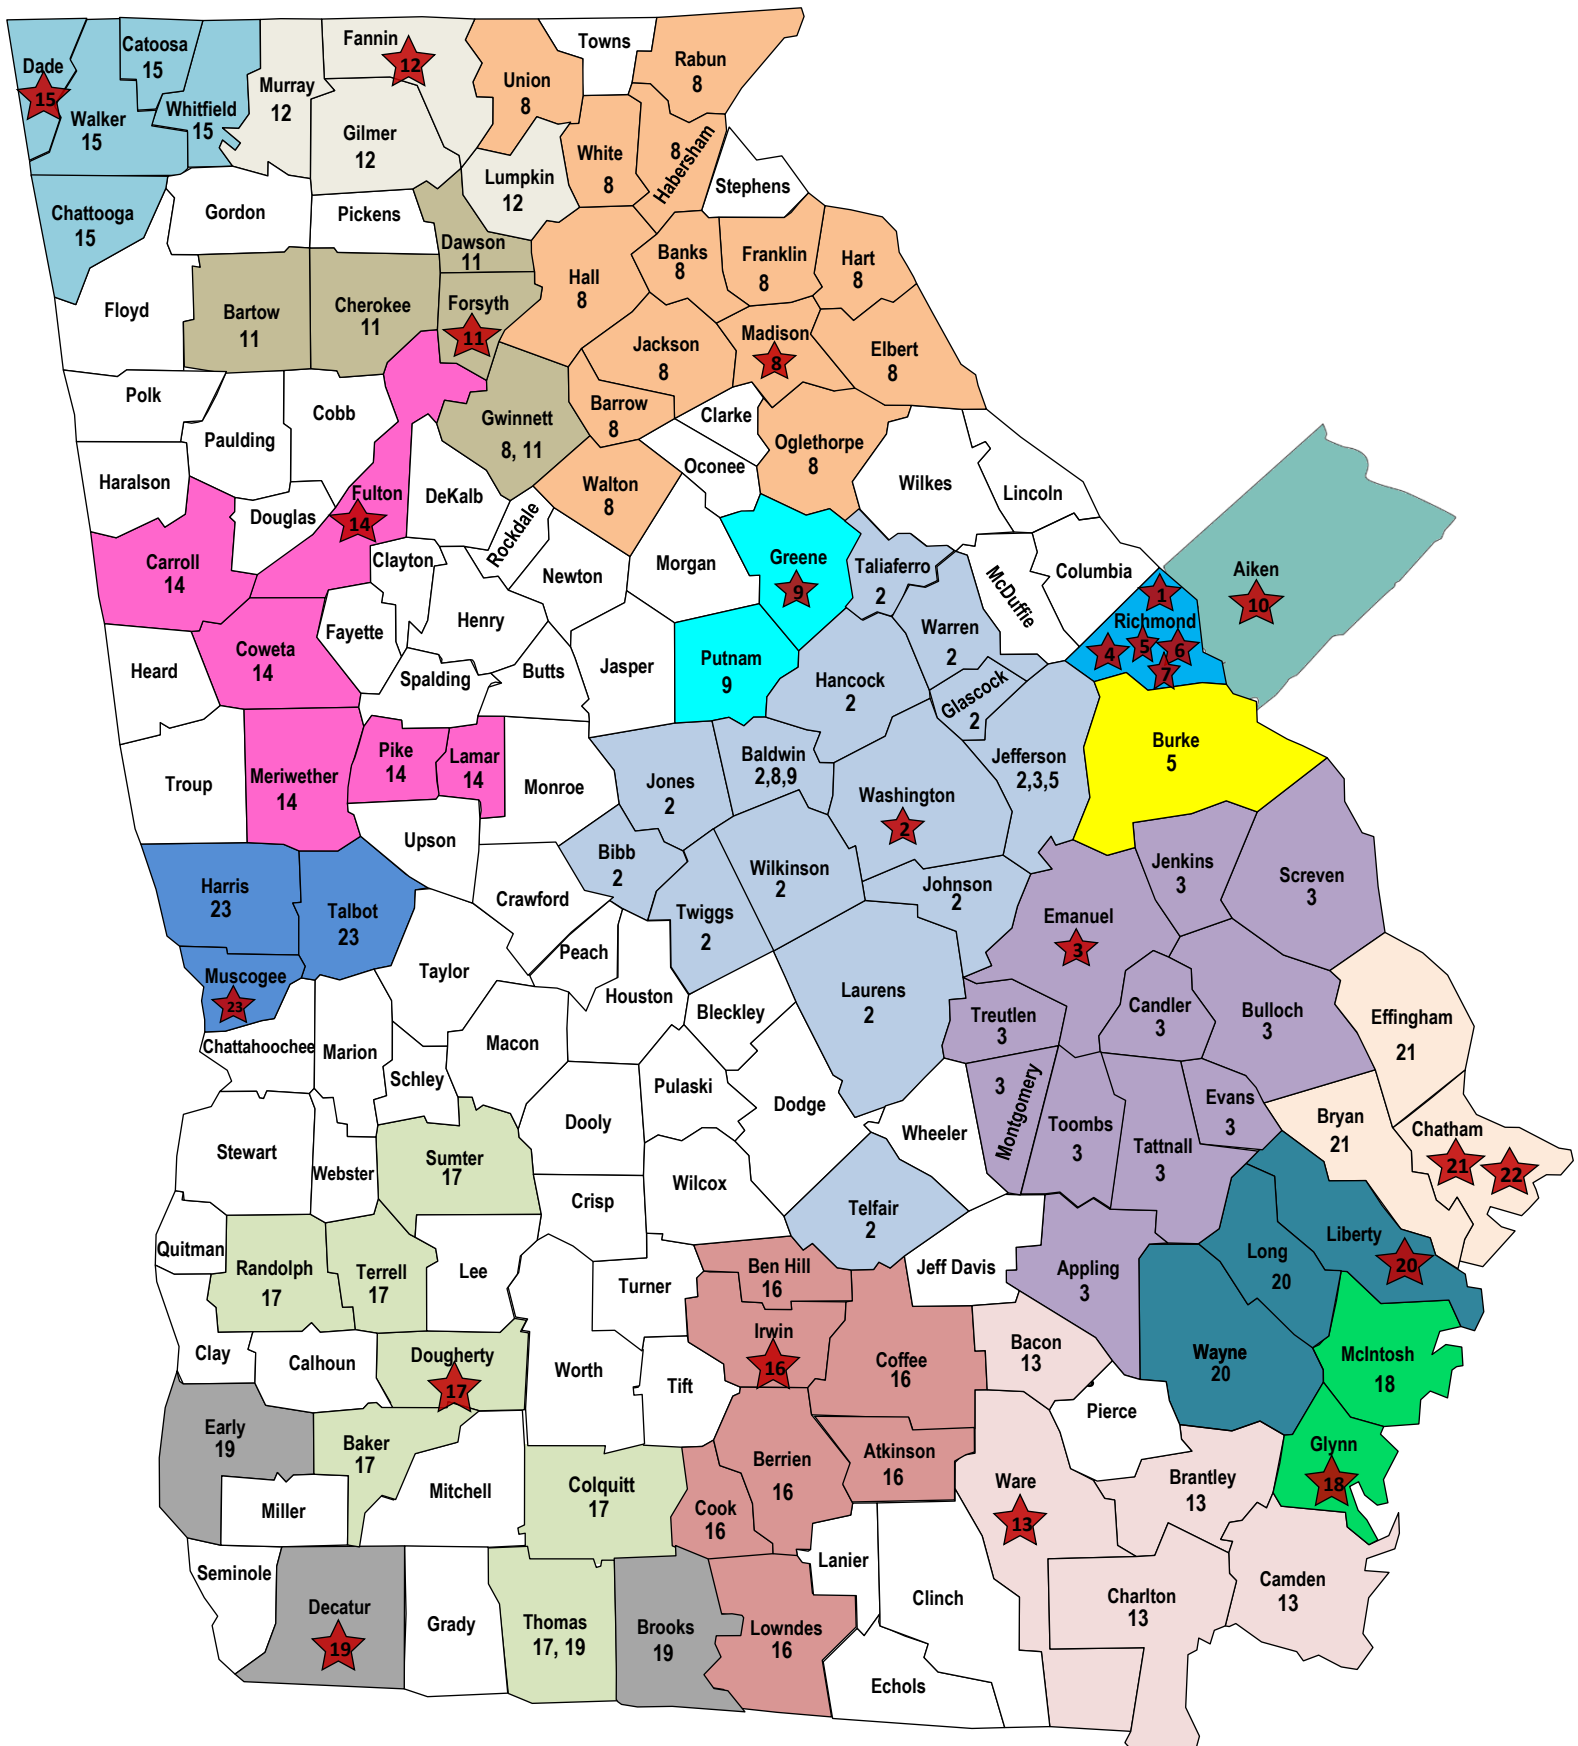 Dade
15
Catoosa
15
Walker
15
Whitfield
15
Murray
12
Fannin
12
Gilmer
12
Union
8
Towns
Rabun
8
White
8
8
Habersham
Stephens
Lumpkin
12
Chattooga
15
Gordon
Pickens
Dawson
11
Hall
8
Banks
8
Franklin
8
Hart
8
Floyd
Bartow
11
Cherokee
11
Forsyth
11
Jackson
8
Madison
8
Elbert
8
Polk
Paulding
Cobb
Gwinnett
8, 11
Barrow
8
Clarke
Oconee
Oglethorpe
8
Wilkes
Lincoln
Haralson
Douglas
Fulton
14
DeKalb
Rockdale
Walton
8
Carroll
14
Clayton
Newton
Morgan
Greene
9
Taliaferro
2
McDuffie
Columbia
Aiken
10
1
Richmond
4
5
6
7
Heard
Coweta
14
Fayette
Henry
Spalding
Butts
Jasper
Putnam
9
Hancock
2
Warren
2
Glascock
2
Troup
Meriwether
14
Pike
14
Lamar
14
Monroe
Jones
2
Baldwin
2,8,9
Washington
2
Jefferson
2,3,5
Burke
5
Upson
Bibb
2
Twiggs
2
Wilkinson
2
Johnson
2
Jenkins
3
Screven
3
Harris
23
Talbot
23
Crawford
Peach
Emanuel
3
Muscogee
23
Taylor
Houston
Bleckley
Laurens
2
Treutlen
3
Candler
3
Bulloch
3
Effingham
21
Chattahoochee
Marion
Schley
Macon
Dooly
Pulaski
Dodge
Wheeler
3
Montgomery
Toombs
3
Tattnall
3
Evans
3
Bryan
21
Chatham
21
22
Stewart
Webster
Sumter
17
Crisp
Wilcox
Telfair
2
Quitman
Randolph
17
Terrell
17
Lee
Turner
Ben Hill
16
Jeff Davis
Appling
3
Long
20
Liberty
20
Clay
Calhoun
Dougherty
17
Worth
Tift
Irwin
16
Coffee
16
Bacon
13
Wayne
20
McIntosh
18
Early
19
Baker
17
Miller
Mitchell
Colquitt
17
Cook
16
Berrien
16
Atkinson
16
Ware
13
Pierce
Brantley
13
Glynn
18
Seminole
Decatur
19
Grady
Thomas
17, 19
Brooks
19
Lowndes
16
Lanier
Clinch
Echols
Charlton
13
Camden
13